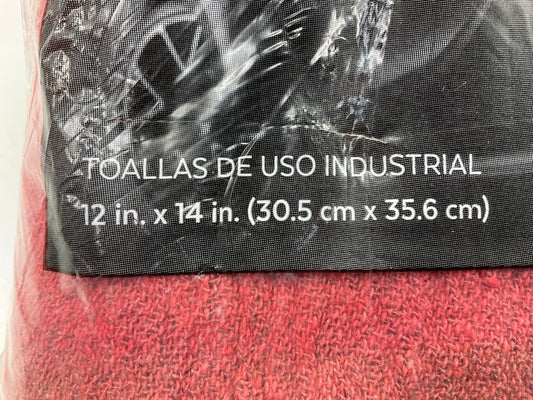 TOALLAS DE USO INDUSTRIAL
12 in. x 14 in. (30.5 cm x 35.6 cm)